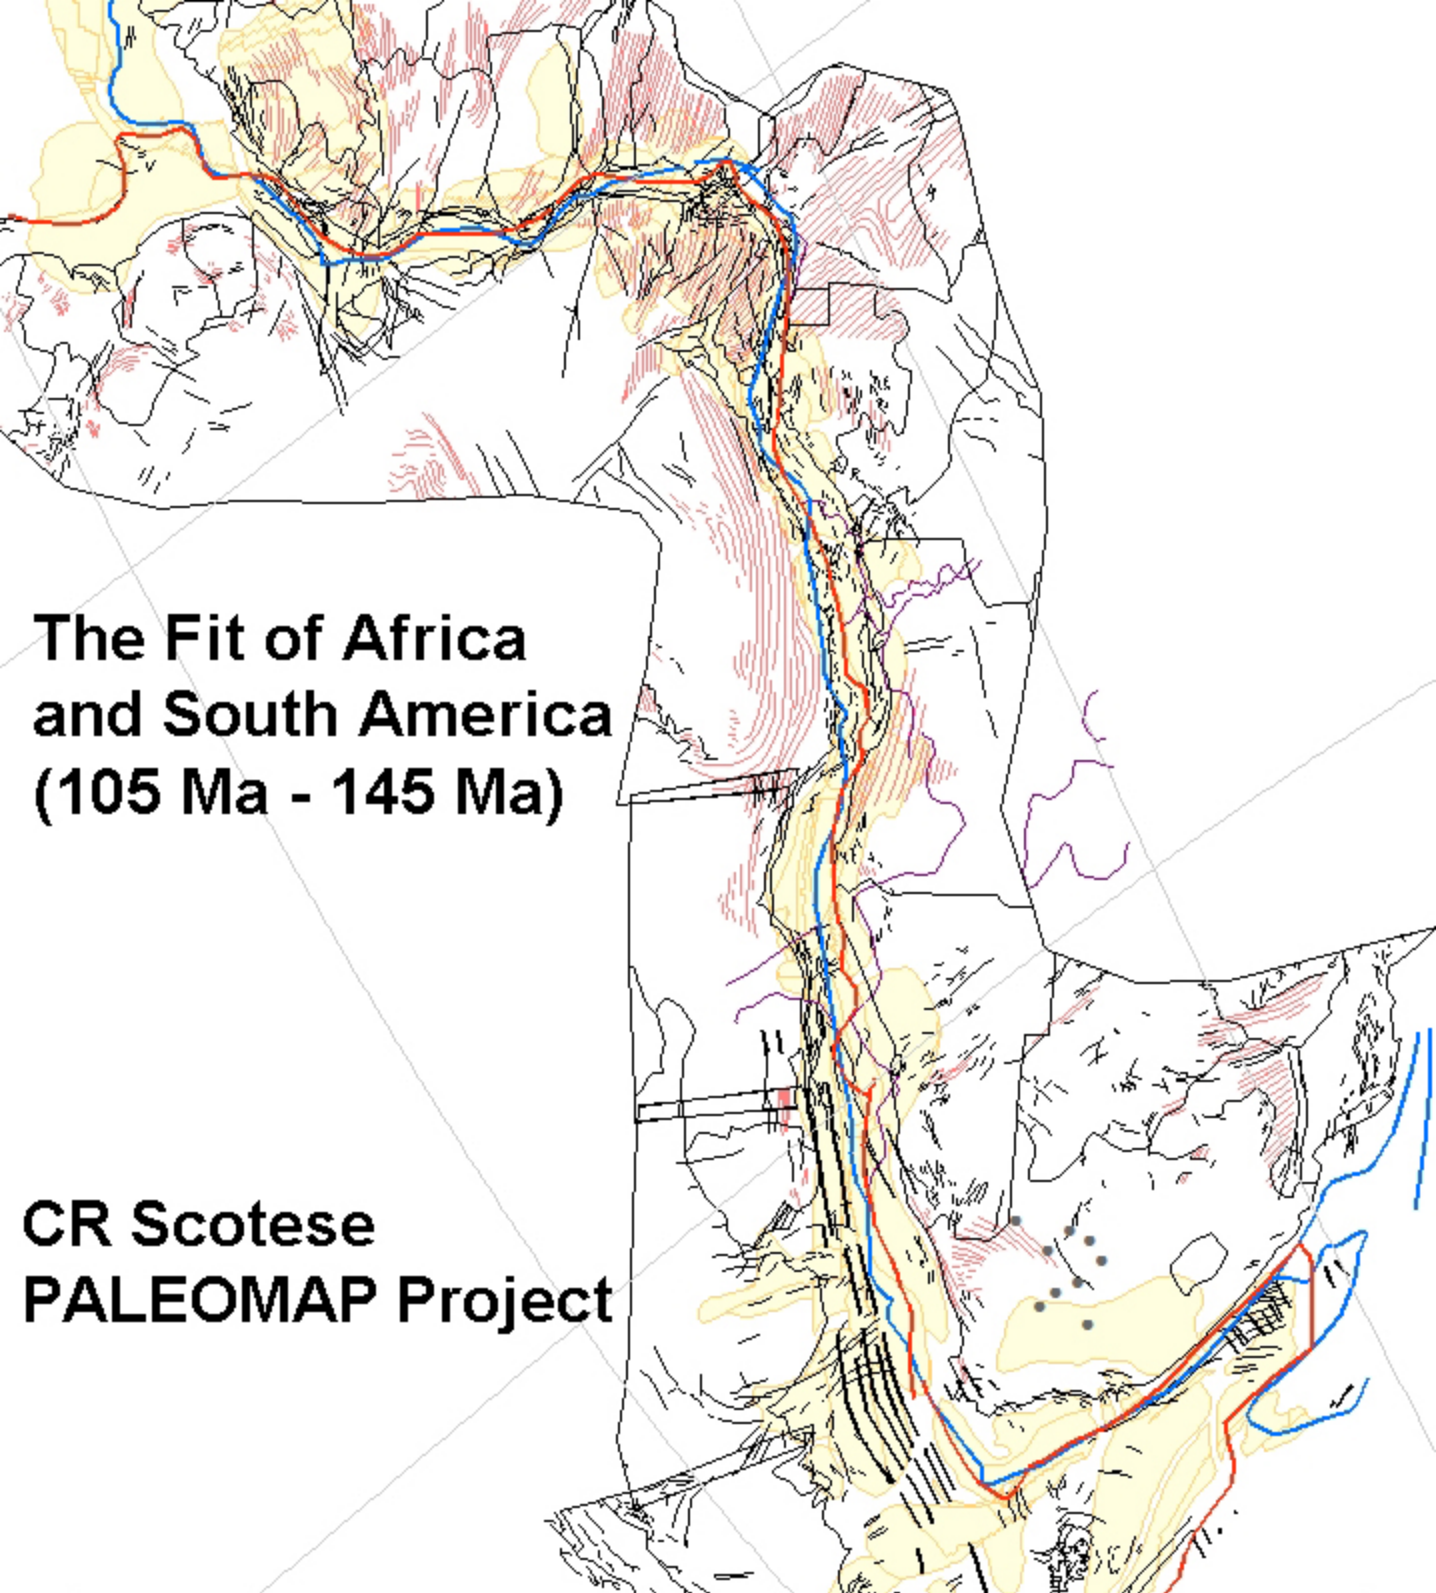 The Fit of Africa
and South America
(105 Ma - 145 Ma)
CR Scotese
PALEOMAP Project